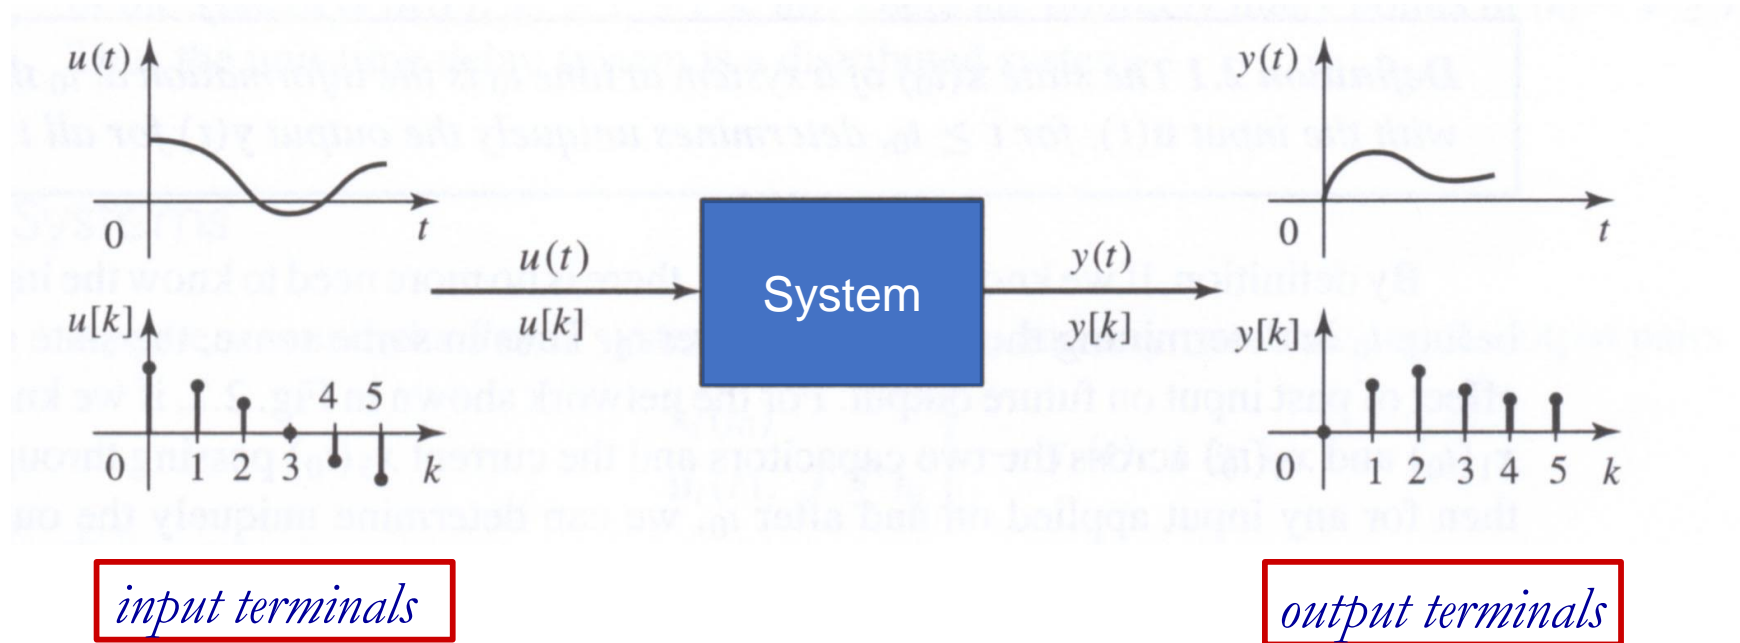 u(t)
0
t
u[k]
4 5
0 1 2 3 k
u(t)
u[k]
System
y(t)
y[k]
y(t)
0
t
y[k]
0 1 2 3 4 5 k
input terminals
output terminals